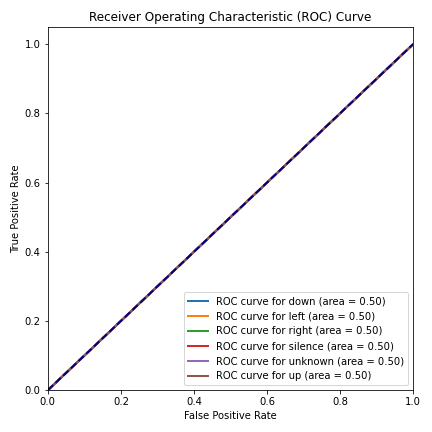 Receiver Operating Characteristic (ROC) Curve
1.0
0.8
0.6
0.4
0.2
0.0
True Positive Rate
ROC curve for down (area = 0.50)
ROC curve for left (area = 0.50)
ROC curve for right (area = 0.50)
ROC curve for silence (area = 0.50)
ROC curve for unknown (area = 0.50)
ROC curve for up (area = 0.50)
0.0 0.2 0.4 0.6 0.8 1.0
False Positive Rate